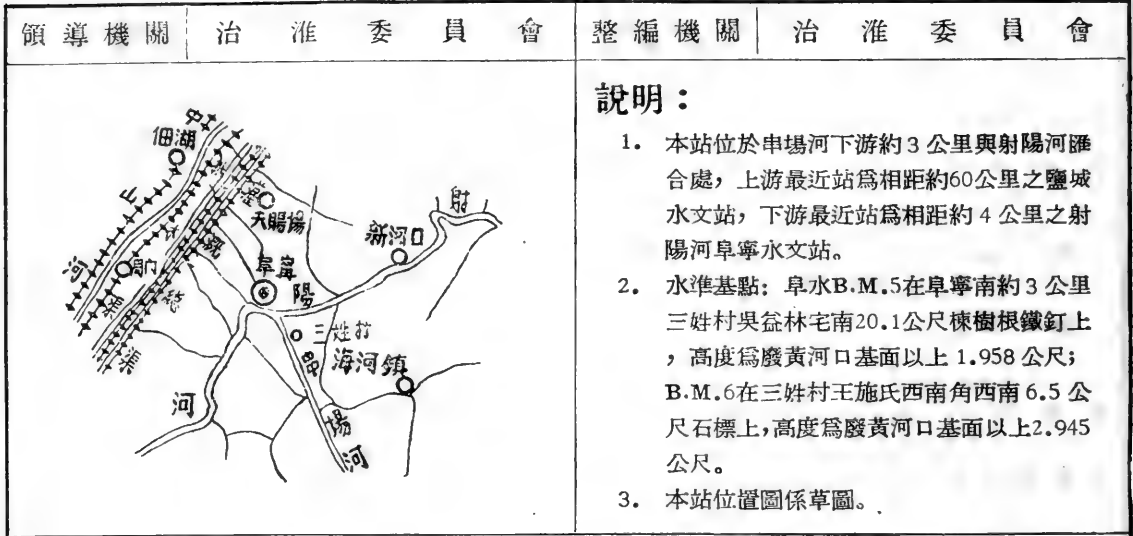 領導機關 治淮委員會
整編機關 治淮委員會
佃湖
中
山
河
天賜場
阜寧
新河口
射
陽
河
三姓村
串
場
河
海河鎮
說明：
1. 本站位於串場河下游約3公里與射陽河匯
合處，上游最近站爲相距約60公里之鹽城
水文站，下游最近站爲相距約4公里之射
陽河阜寧水文站。
2. 水準基點：阜水B.M.5在阜寧南約3公里
三姓村吳益林宅南20.1公尺楝樹根鐵釘上
，高度爲廢黃河口基面以上1.958公尺；
B.M.6在三姓村王施氏西南角西南6.5公
尺石標上，高度爲廢黃河口基面以上2.945
公尺。
3. 本站位置圖係草圖。